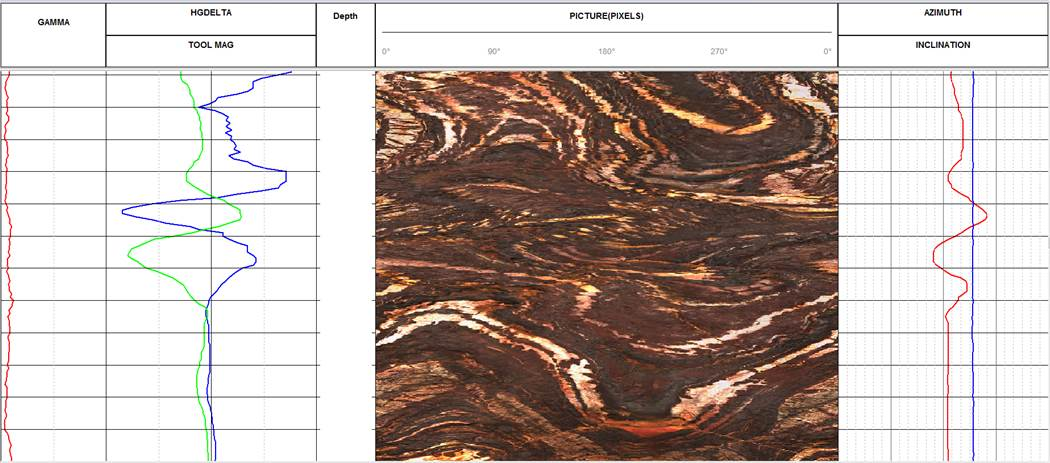 GAMMA
HGDELTA
TOOL MAG
Depth
PICTURE(PIXELS)
0° 90° 180° 270° 0°
AZIMUTH
INCLINATION